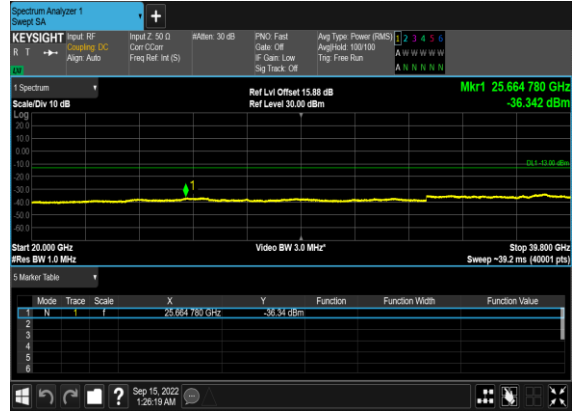 Spectrum Analyzer 1
Swept SA
+
KEYSIGHT Input: RF Input Z: 50 Ω #Atten: 30 dB PNO: Fast Avg Type: Power (RMS) 1 2 3 4 5 6
R T Coupling: DC Corr CCorr Gate: Off Avg|Hold: 100/100 A W W W W W
Align: Auto Freq Ref: Int (S) IF Gain: Low Trig: Free Run
Sig Track: Off A N N N N N
1 Spectrum Ref Lvl Offset 15.88 dB Mkr1 25.664 780 GHz
Scale/Div 10 dB Ref Level 30.00 dBm -36.342 dBm
Log
20.0
10.0
0.00
-10.0
DL1 -13.00 dBm
-20.0
1
-30.0
-40.0
-50.0
-60.0
Start 20.000 GHz Video BW 3.0 MHz* Stop 39.800 GHz
#Res BW 1.0 MHz Sweep ~39.2 ms (40001 pts)
5 Marker Table
Mode Trace Scale X Y Function Function Width Function Value
1 N 1 f 25.664 780 GHz -36.34 dBm
2
3
4
5
6
? Sep 15, 2022
1:26:19 AM